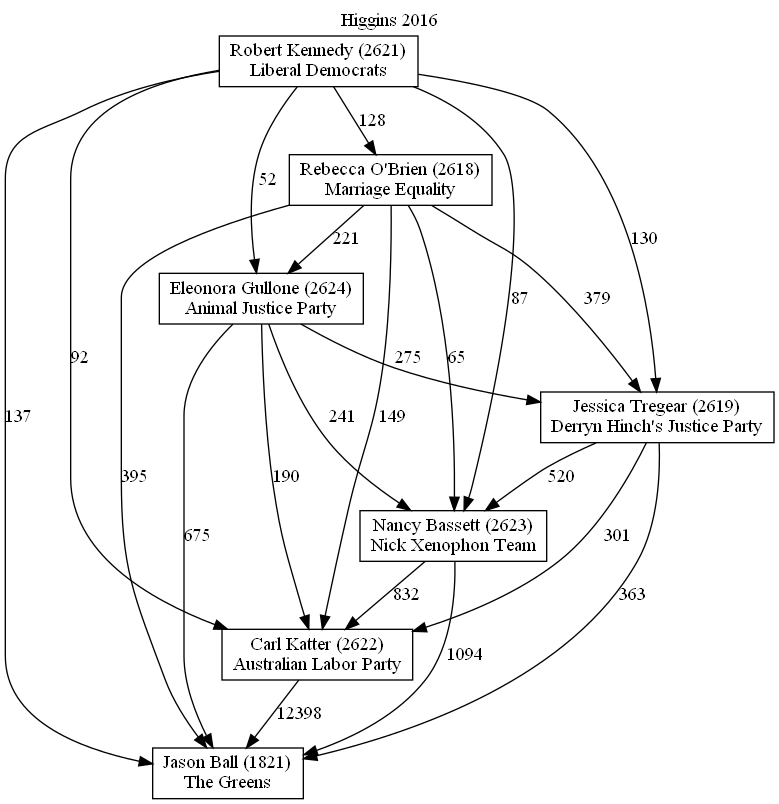 Higgins 2016
Robert Kennedy (2621)
Liberal Democrats
128
Rebecca O'Brien (2618)
Marriage Equality
52
221
130
Eleonora Gullone (2624)
Animal Justice Party
87
379
92
275
65
137
241
149
Jessica Tregear (2619)
Derryn Hinch's Justice Party
395
190
520
675
Nancy Bassett (2623)
Nick Xenophon Team
301
832
363
Carl Katter (2622)
Australian Labor Party
1094
12398
Jason Ball (1821)
The Greens